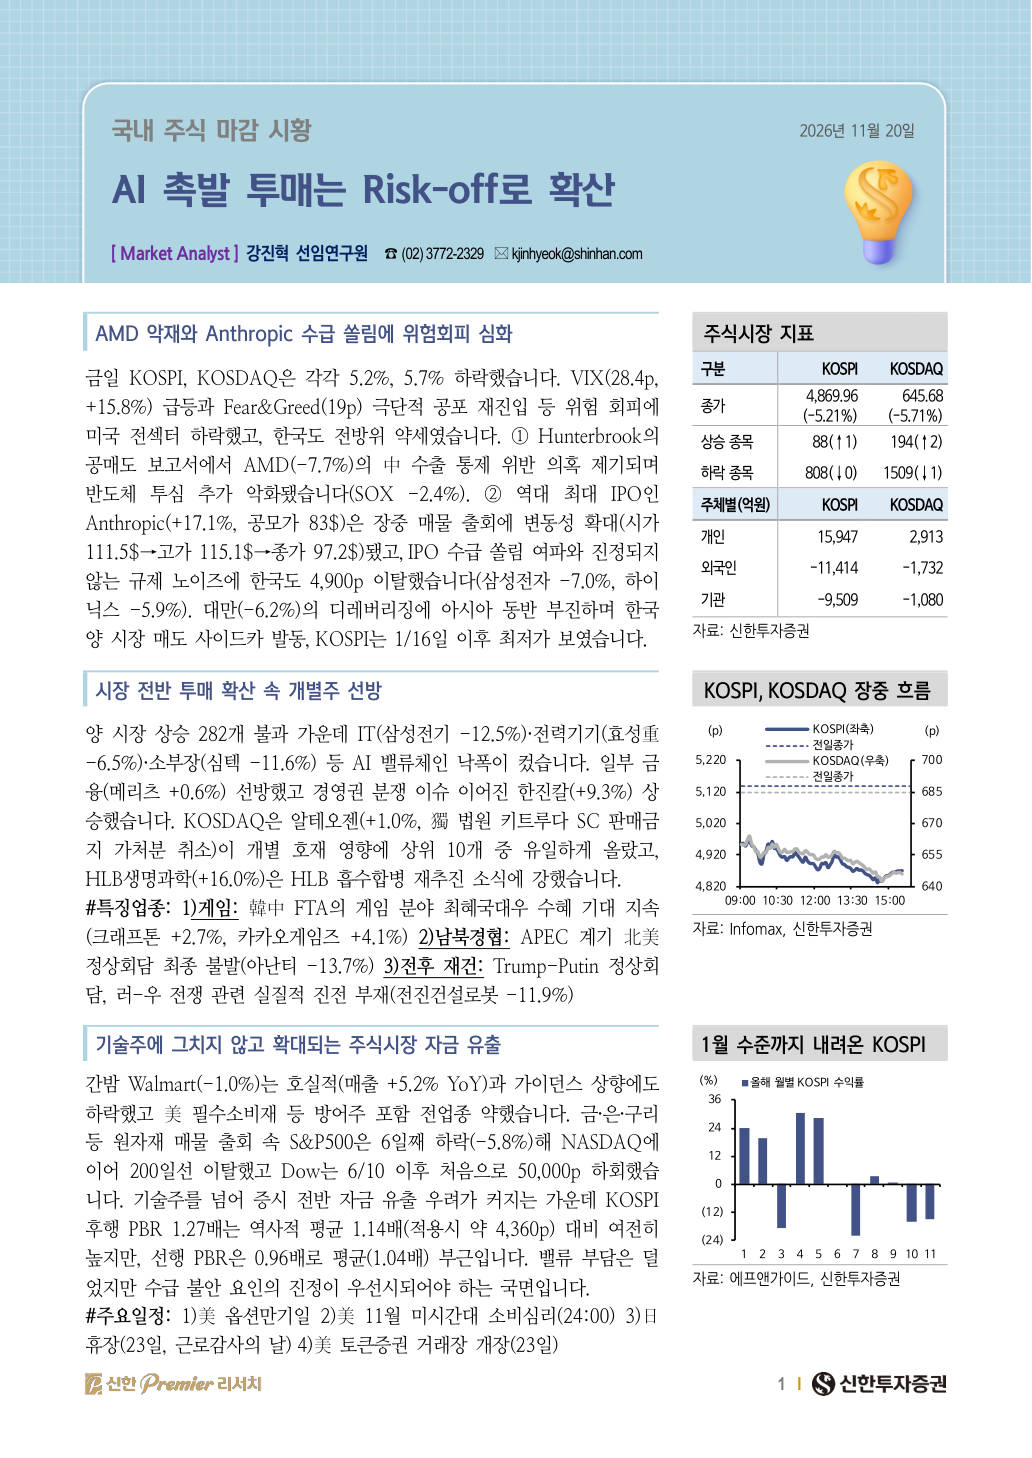 국내 주식 마감 시황
2026년 11월 20일
AI 촉발 투매는 Risk-off로 확산
[ Market Analyst ] 강진혁 선임연구원 ☎ (02) 3772-2329 ✉ kjinhyeok@shinhan.com
AMD 악재와 Anthropic 수급 쏠림에 위험회피 심화
금일 KOSPI, KOSDAQ은 각각 5.2%, 5.7% 하락했습니다. VIX(28.4p,
+15.8%) 급등과 Fear&Greed(19p) 극단적 공포 재진입 등 위험 회피에
미국 전섹터 하락했고, 한국도 전방위 약세였습니다. ① Hunterbrook의
공매도 보고서에서 AMD(-7.7%)의 中 수출 통제 위반 의혹 제기되며
반도체 투심 추가 악화됐습니다(SOX -2.4%). ② 역대 최대 IPO인
Anthropic(+17.1%, 공모가 83$)은 장중 매물 출회에 변동성 확대(시가
111.5$→고가 115.1$→종가 97.2$)됐고, IPO 수급 쏠림 여파와 진정되지
않는 규제 노이즈에 한국도 4,900p 이탈했습니다(삼성전자 -7.0%, 하이
닉스 -5.9%). 대만(-6.2%)의 디레버리징에 아시아 동반 부진하며 한국
양 시장 매도 사이드카 발동, KOSPI는 1/16일 이후 최저가 보였습니다.
시장 전반 투매 확산 속 개별주 선방
양 시장 상승 282개 불과 가운데 IT(삼성전기 -12.5%)·전력기기(효성重
-6.5%)·소부장(심텍 -11.6%) 등 AI 밸류체인 낙폭이 컸습니다. 일부 금
융(메리츠 +0.6%) 선방했고 경영권 분쟁 이슈 이어진 한진칼(+9.3%) 상
승했습니다. KOSDAQ은 알테오젠(+1.0%, 獨 법원 키트루다 SC 판매금
지 가처분 취소)이 개별 호재 영향에 상위 10개 중 유일하게 올랐고,
HLB생명과학(+16.0%)은 HLB 흡수합병 재추진 소식에 강했습니다.
#특징업종: 1)게임: 韓中 FTA의 게임 분야 최혜국대우 수혜 기대 지속
(크래프톤 +2.7%, 카카오게임즈 +4.1%) 2)남북경협: APEC 계기 北美
정상회담 최종 불발(아난티 -13.7%) 3)전후 재건: Trump-Putin 정상회
담, 러-우 전쟁 관련 실질적 진전 부재(전진건설로봇 -11.9%)
기술주에 그치지 않고 확대되는 주식시장 자금 유출
간밤 Walmart(-1.0%)는 호실적(매출 +5.2% YoY)과 가이던스 상향에도
하락했고 美 필수소비재 등 방어주 포함 전업종 약했습니다. 금·은·구리
등 원자재 매물 출회 속 S&P500은 6일째 하락(-5.8%)해 NASDAQ에
이어 200일선 이탈했고 Dow는 6/10 이후 처음으로 50,000p 하회했습
니다. 기술주를 넘어 증시 전반 자금 유출 우려가 커지는 가운데 KOSPI
후행 PBR 1.27배는 역사적 평균 1.14배(적용시 약 4,360p) 대비 여전히
높지만, 선행 PBR은 0.96배로 평균(1.04배) 부근입니다. 밸류 부담은 덜
었지만 수급 불안 요인의 진정이 우선시되어야 하는 국면입니다.
#주요일정: 1)美 옵션만기일 2)美 11월 미시간대 소비심리(24:00) 3)日
휴장(23일, 근로감사의 날) 4)美 토큰증권 거래장 개장(23일)
주식시장 지표
구분 KOSPI KOSDAQ
종가 4,869.96 645.68
(-5.21%) (-5.71%)
상승 종목 88(↑1) 194(↑2)
하락 종목 808(↓0) 1509(↓1)
주체별(억원) KOSPI KOSDAQ
개인 15,947 2,913
외국인 -11,414 -1,732
기관 -9,509 -1,080
자료: 신한투자증권
KOSPI, KOSDAQ 장중 흐름
(p) KOSPI(좌축) (p)
전일종가
KOSDAQ(우축)
전일종가
5,220 700
5,120 685
5,020 670
4,920 655
4,820 640
09:00 10:30 12:00 13:30 15:00
자료: Infomax, 신한투자증권
1월 수준까지 내려온 KOSPI
(%) 올해 월별 KOSPI 수익률
36
24
12
0
(12)
(24)
1 2 3 4 5 6 7 8 9 10 11
자료: 에프앤가이드, 신한투자증권
신한 Premier 리서치
1 | 신한투자증권